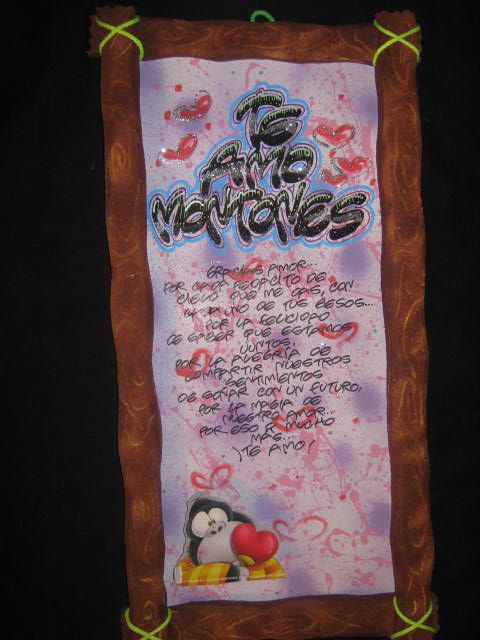 TE
AMO
MONTONES
GRACIAS AMOR...
POR CADA PEDACITO DE
CIELO QUE ME DAS, CON
CADA UNO DE TUS BESOS....
POR LA FELICIDAD
DE SABER QUE ESTAMOS
JUNTOS,
POR LA ALEGRÍA DE
COMPARTIR NUESTROS
SENTIMIENTOS
DE SOÑAR CON UN FUTURO,
POR LA MAGIA DE
NUESTRO AMOR...
POR ESO Y MUCHO
MAS...
¡TE AMO!